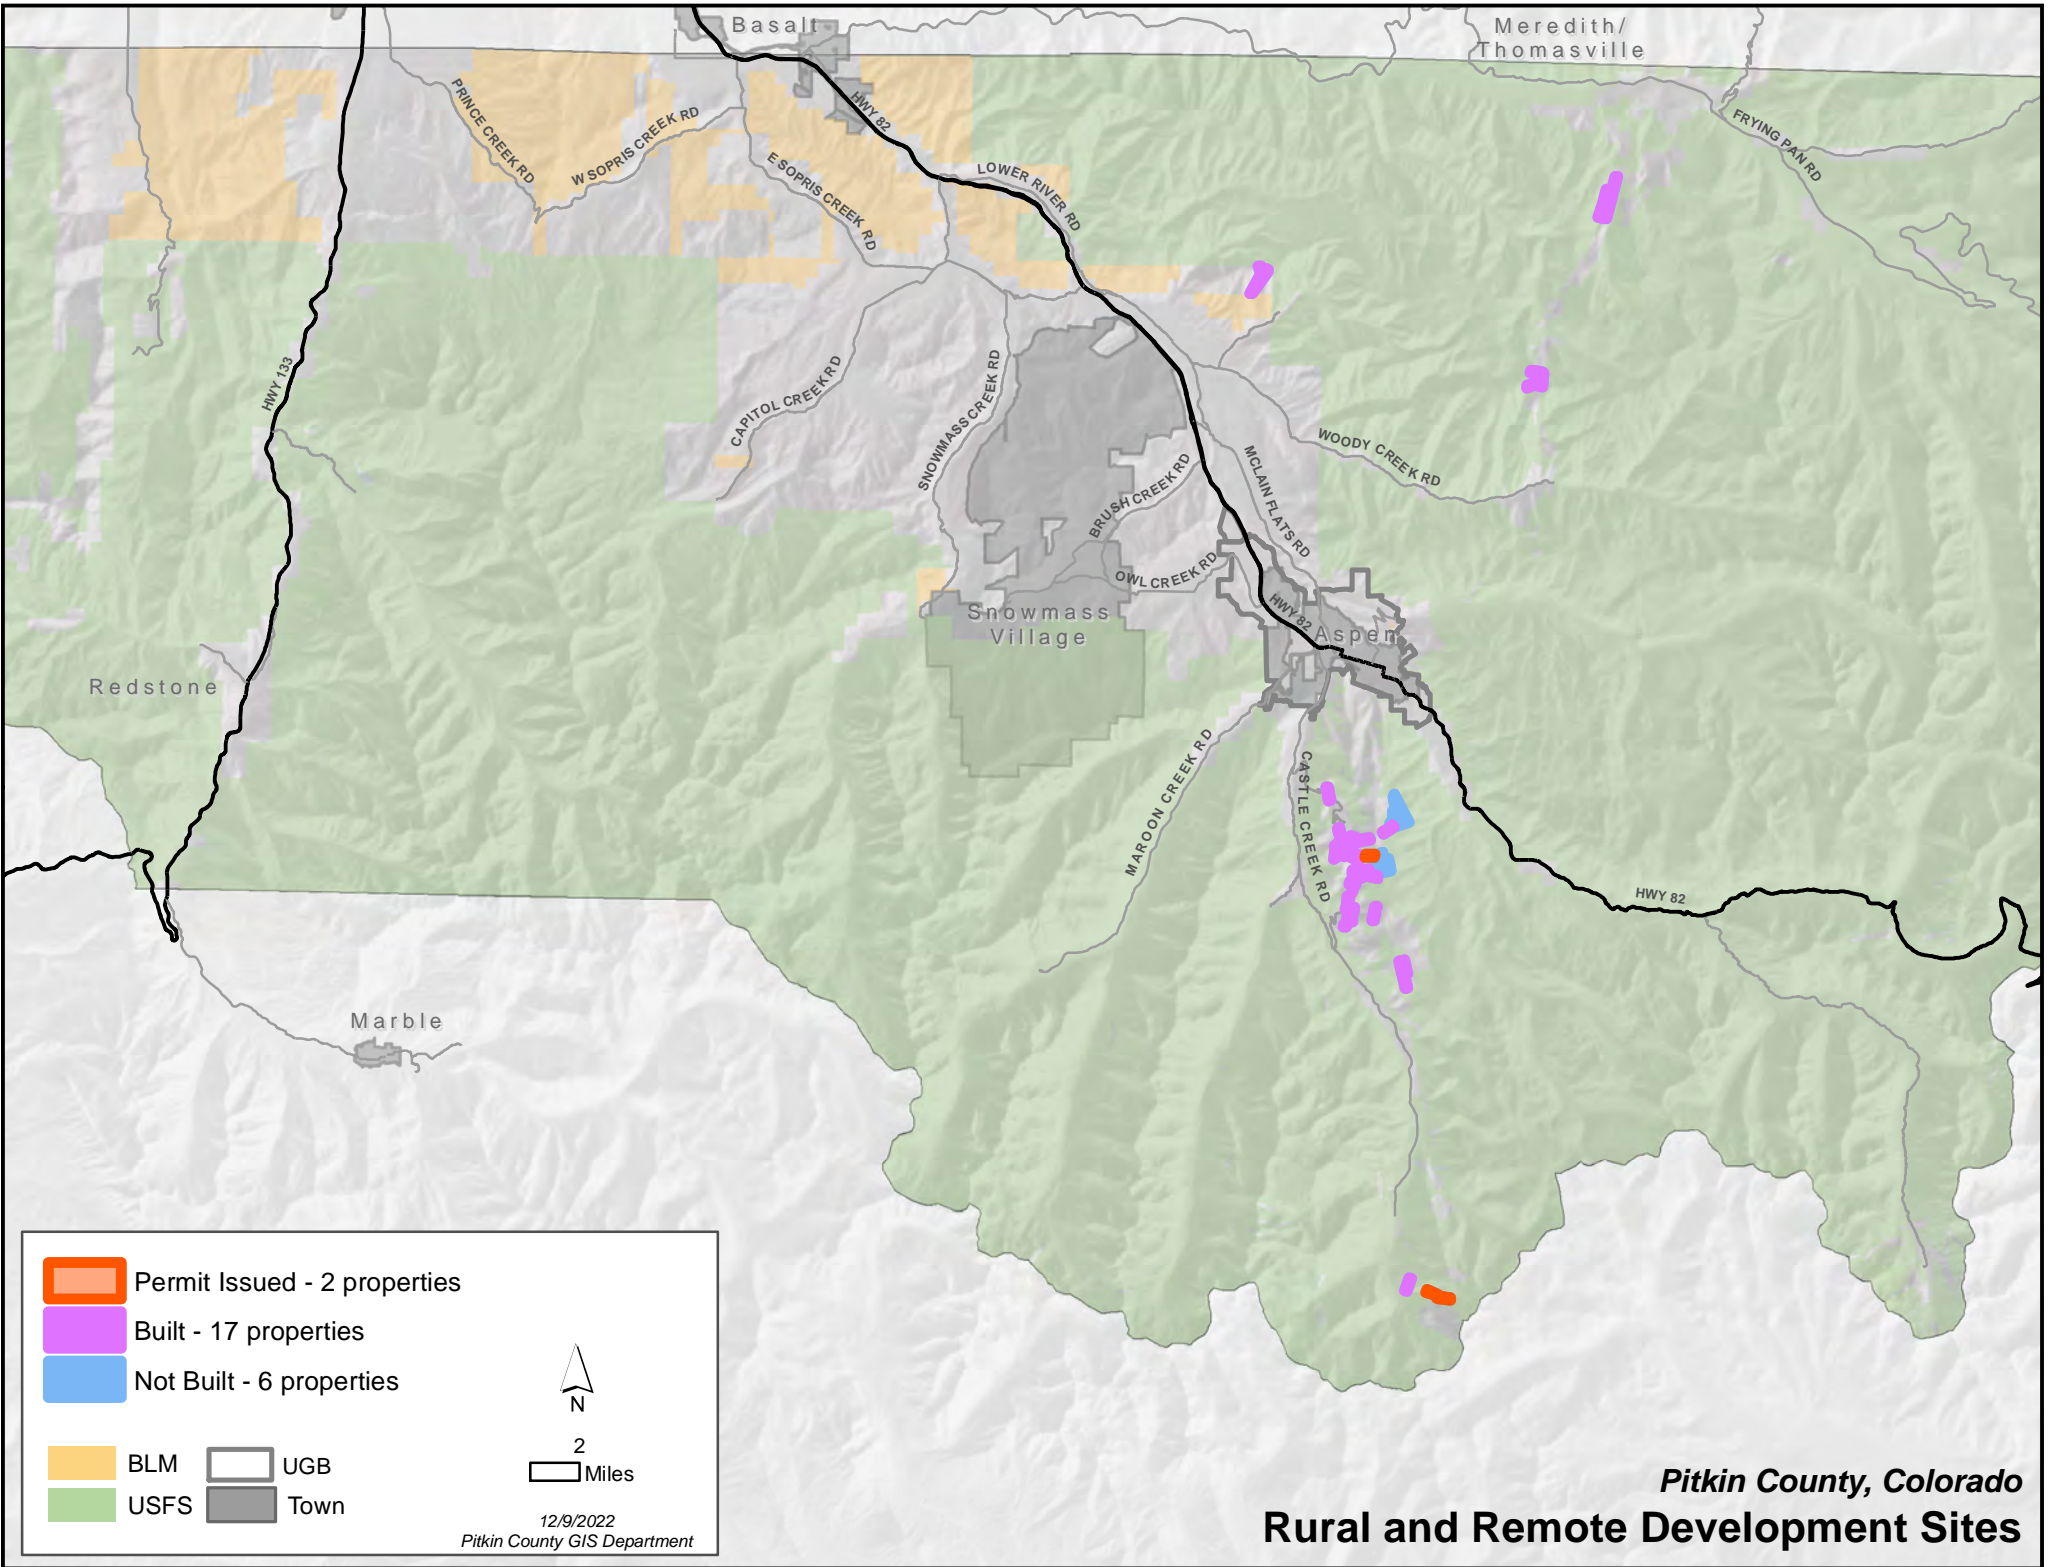 Basalt
Meredith/
Thomasville
PRINCE CREEK RD
W SOPRIS CREEK RD
HWY 82
E SOPRIS CREEK RD
LOWER RIVER RD
FRYING PAN RD
HWY 133
CAPITOL CREEK RD
SNOWMASS CREEK RD
BRUSH CREEK RD
MCLAIN FLATS RD
WOODY CREEK RD
OWL CREEK RD
Snowmass
Village
HWY 82
Aspen
Redstone
MAROON CREEK RD
CASTLE CREEK RD
HWY 82
Marble
Permit Issued - 2 properties
Built - 17 properties
Not Built - 6 properties
N
2
Miles
BLM
UGB
USFS
Town
12/9/2022
Pitkin County GIS Department
Pitkin County, Colorado
Rural and Remote Development Sites